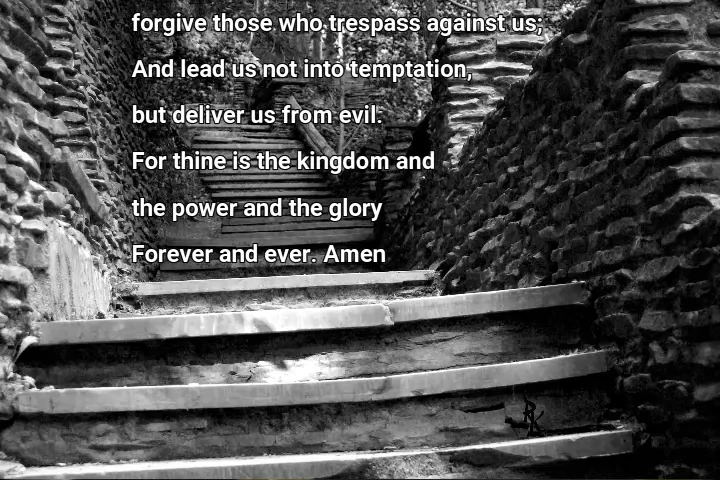 forgive those who trespass against us;
And lead us not into temptation,
but deliver us from evil.
For thine is the kingdom and
the power and the glory
Forever and ever. Amen